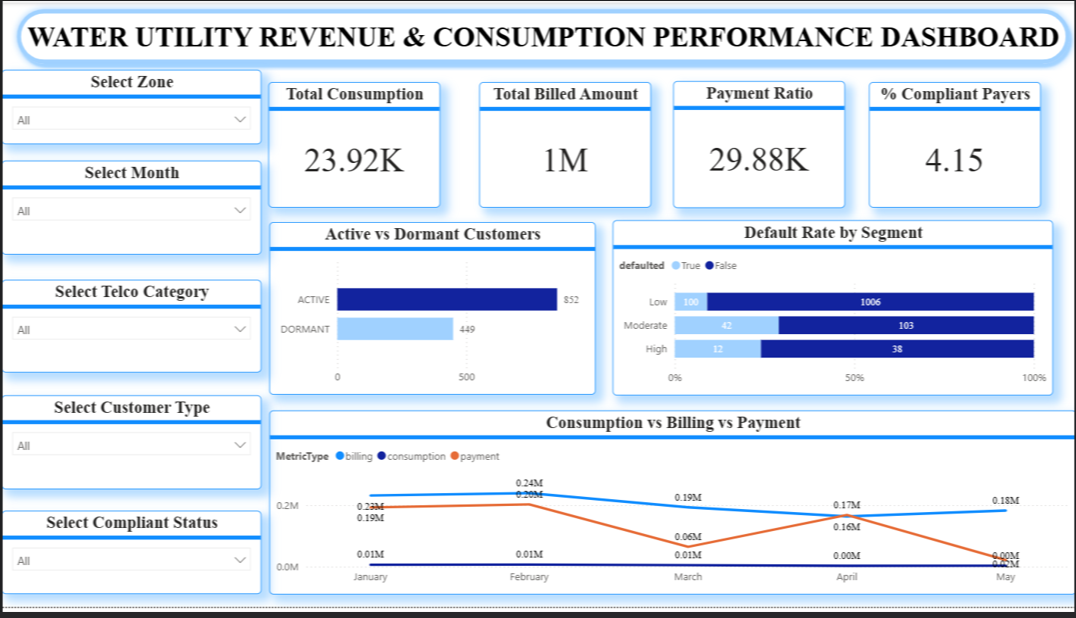 WATER UTILITY REVENUE & CONSUMPTION PERFORMANCE DASHBOARD
Select Zone
All
Select Month
All
Select Telco Category
All
Select Customer Type
All
Select Compliant Status
All
Total Consumption
23.92K
Total Billed Amount
1M
Payment Ratio
29.88K
% Compliant Payers
4.15
Active vs Dormant Customers
ACTIVE 852
DORMANT 449
0 500
Default Rate by Segment
defaulted True False
Low 100 1006
Moderate 42 103
High 12 38
0% 50% 100%
Consumption vs Billing vs Payment
MetricType billing consumption payment
0.24M
0.20M
0.19M
0.17M
0.18M
0.2M
0.23M
0.19M
0.16M
0.06M
0.01M
0.01M
0.01M
0.00M
0.00M
0.02M
0.0M
January February March April May